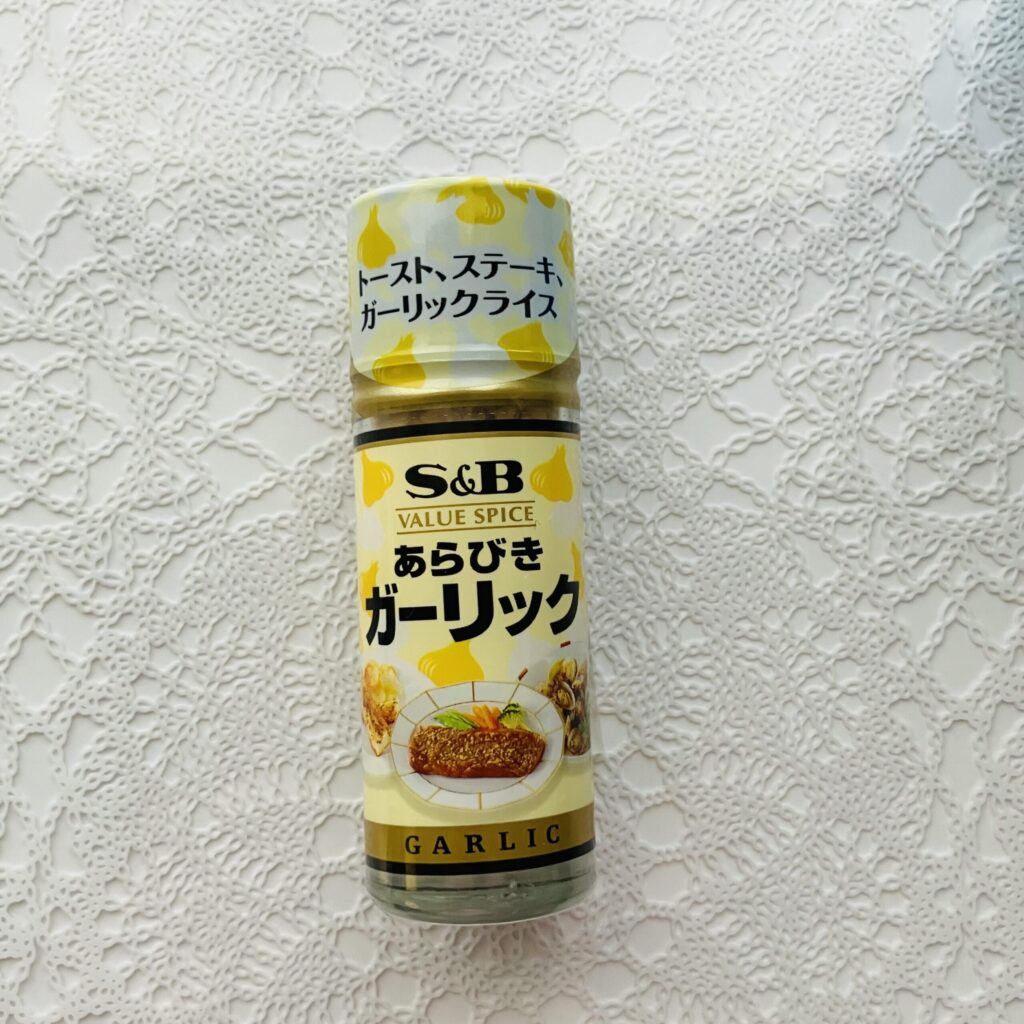 トースト、ステーキ、
ガーリックライス
S&B
VALUE SPICE
あらびき
ガーリック
GARLIC